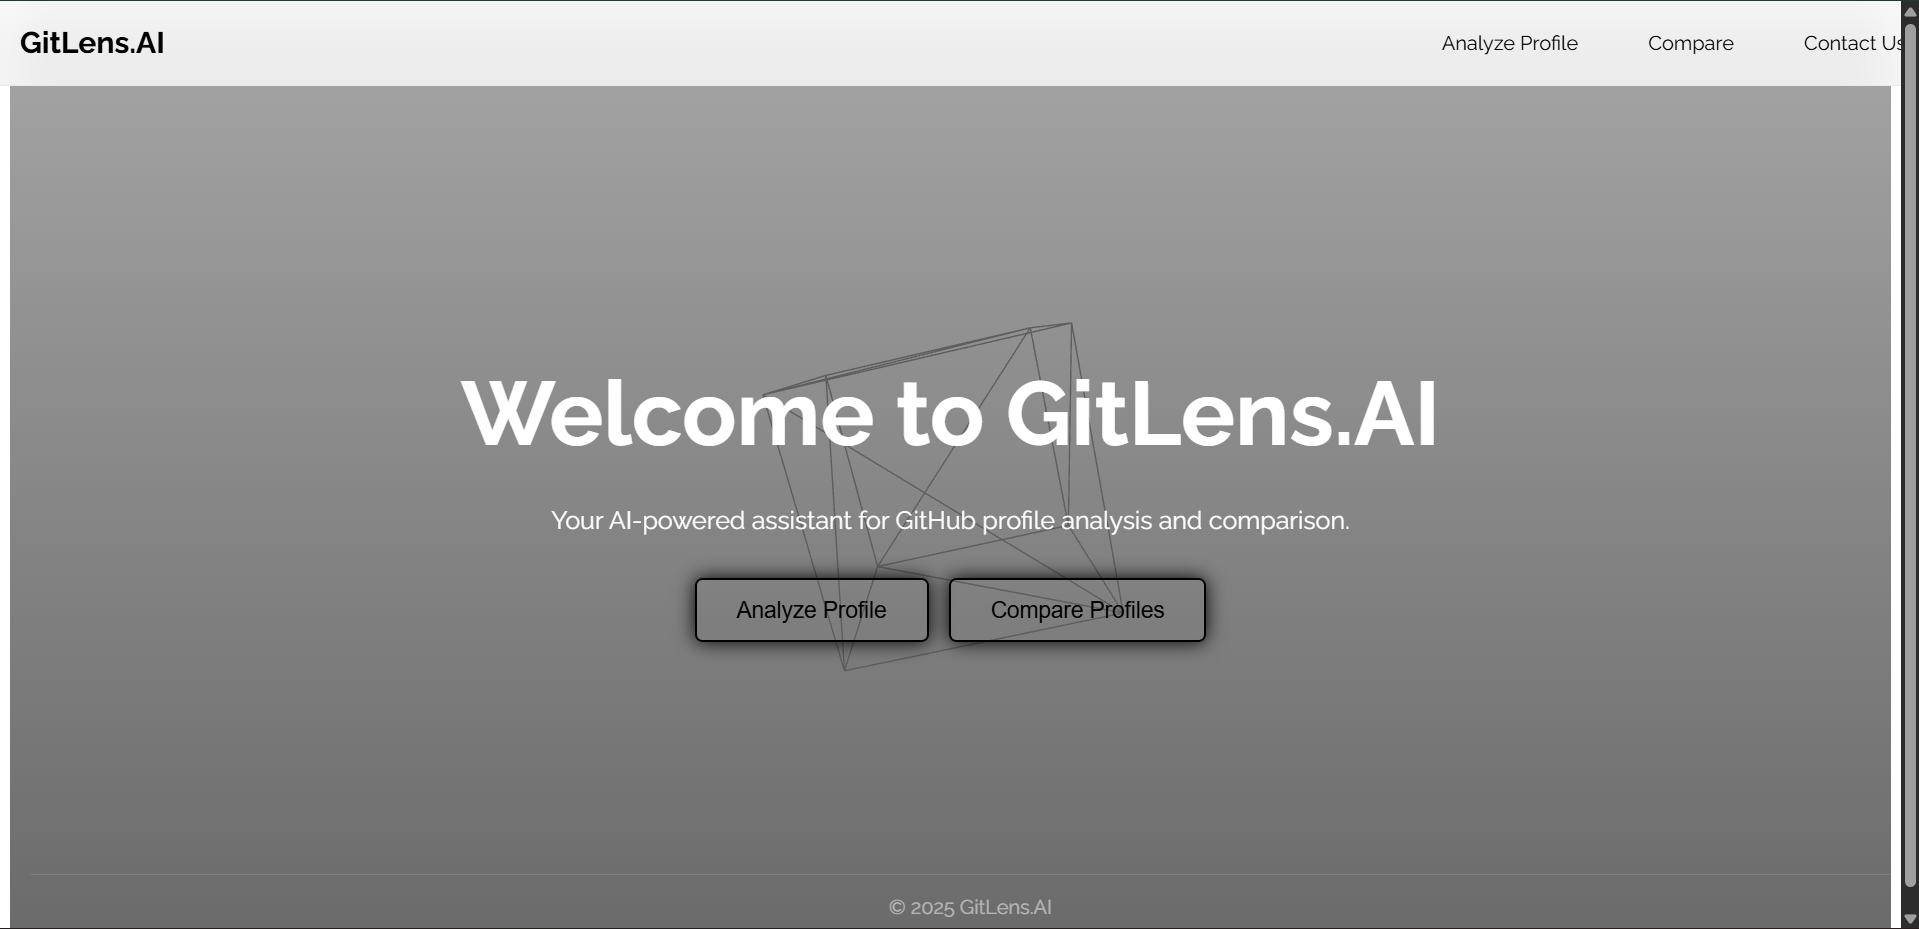 GitLens.AI
Analyze Profile Compare Contact Us
Welcome to GitLens.AI
Your AI-powered assistant for GitHub profile analysis and comparison.
Analyze Profile Compare Profiles
© 2025 GitLens.AI